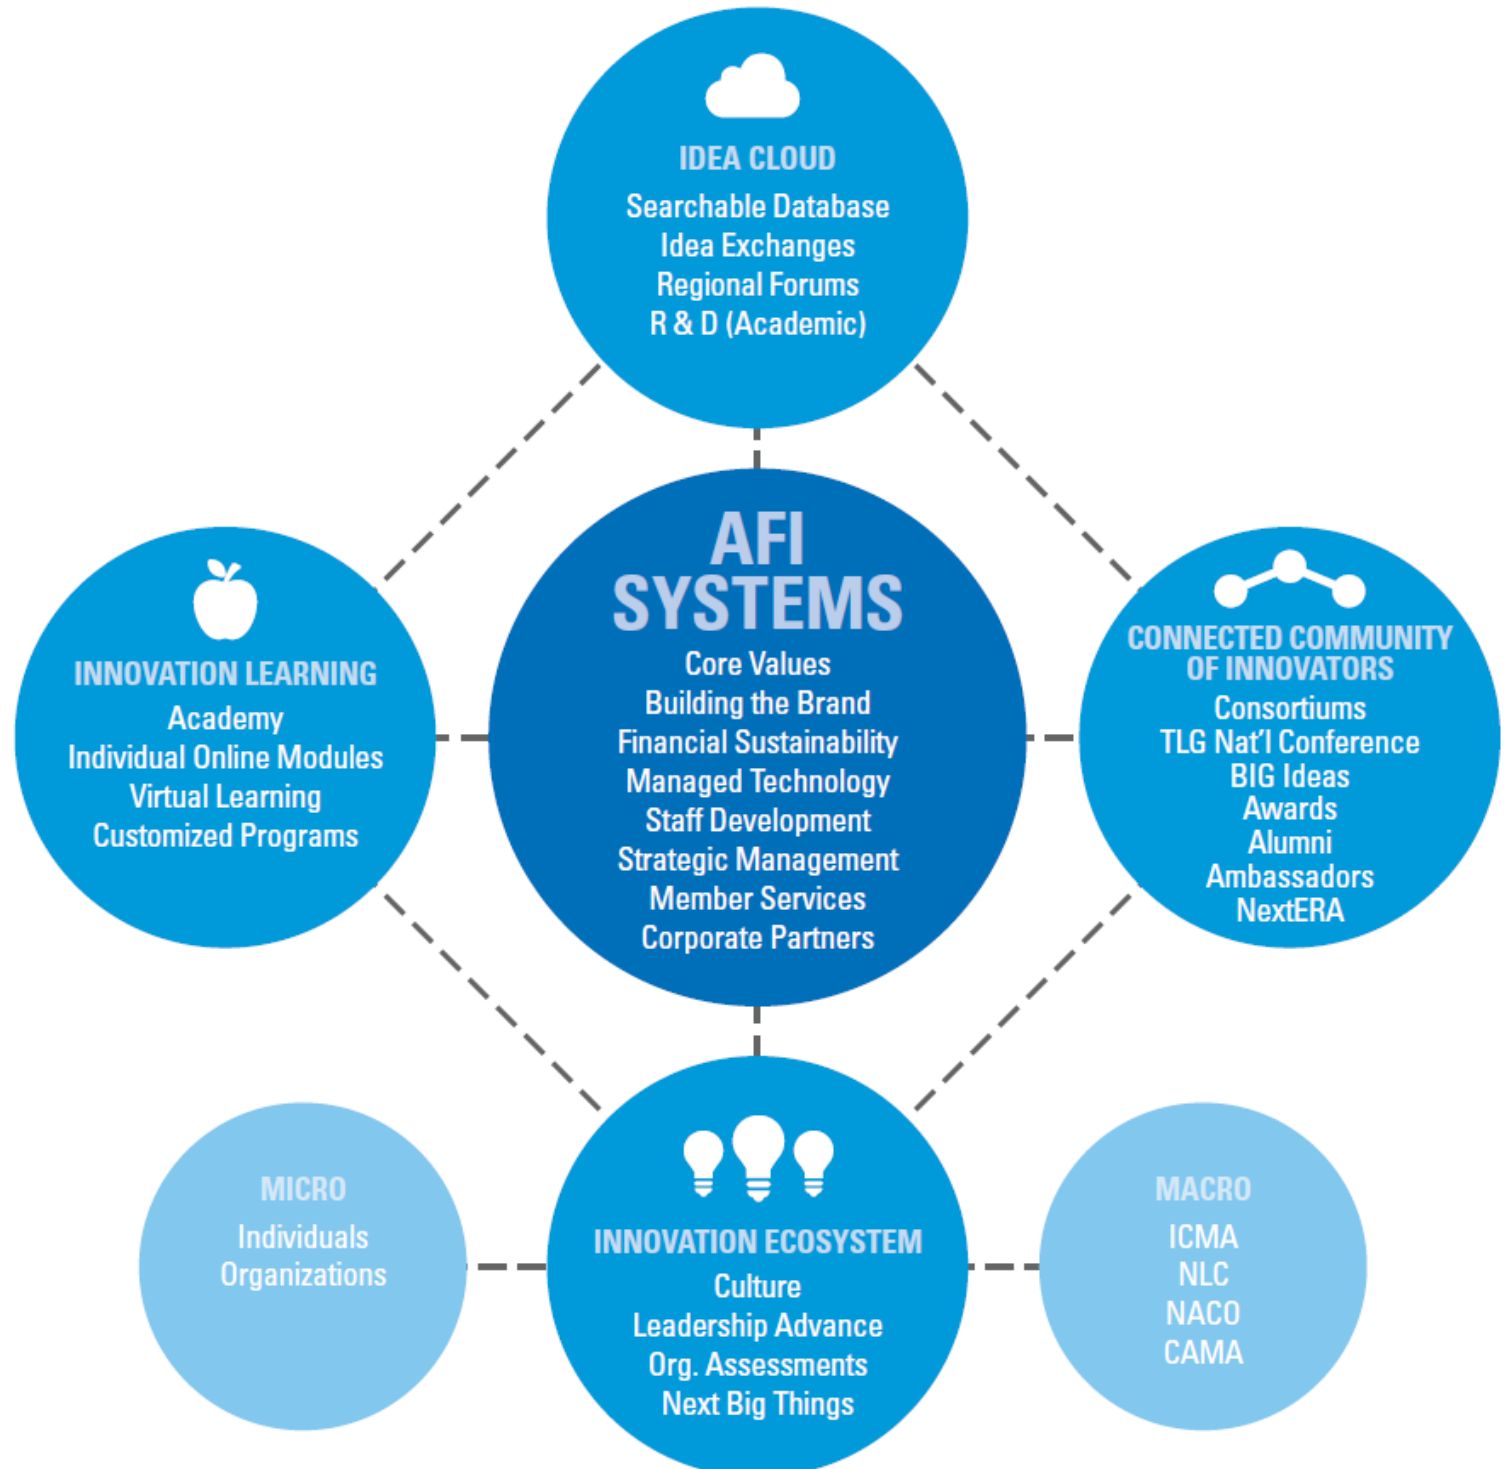 IDEA CLOUD
Searchable Database
Idea Exchanges
Regional Forums
R & D (Academic)
AFI
SYSTEMS
Core Values
Building the Brand
Financial Sustainability
Managed Technology
Staff Development
Strategic Management
Member Services
Corporate Partners
INNOVATION LEARNING
Academy
Individual Online Modules
Virtual Learning
Customized Programs
CONNECTED COMMUNITY
OF INNOVATORS
Consortiums
TLG Nat'l Conference
BIG Ideas
Awards
Alumni
Ambassadors
NextERA
MICRO
Individuals
Organizations
INNOVATION ECOSYSTEM
Culture
Leadership Advance
Org. Assessments
Next Big Things
MACRO
ICMA
NLC
NACO
CAMA